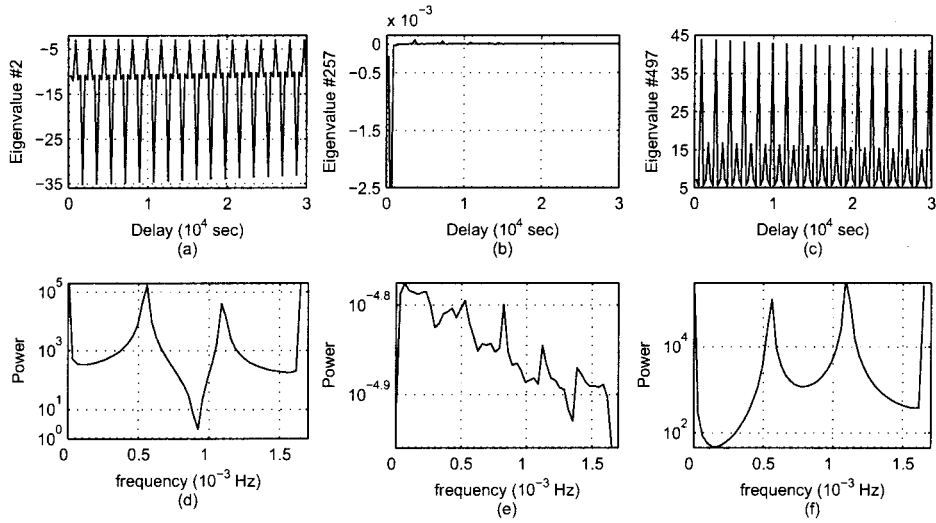 Eigenvalue #2
−5
−15
−25
−35
0 1 2 3
Delay (10⁴ sec)
(a)
x 10⁻³
Eigenvalue #257
0
−0.5
−1.5
−2.5
0 1 2 3
Delay (10⁴ sec)
(b)
Eigenvalue #497
45
35
25
15
5
0 1 2 3
Delay (10⁴ sec)
(c)
Power
10⁵
10³
10¹
10⁰
0 0.5 1 1.5
frequency (10⁻³ Hz)
(d)
Power
10⁻⁴·⁸
10⁻⁴·⁹
0 0.5 1 1.5
frequency (10⁻³ Hz)
(e)
Power
10⁴
10²
0 0.5 1 1.5
frequency (10⁻³ Hz)
(f)